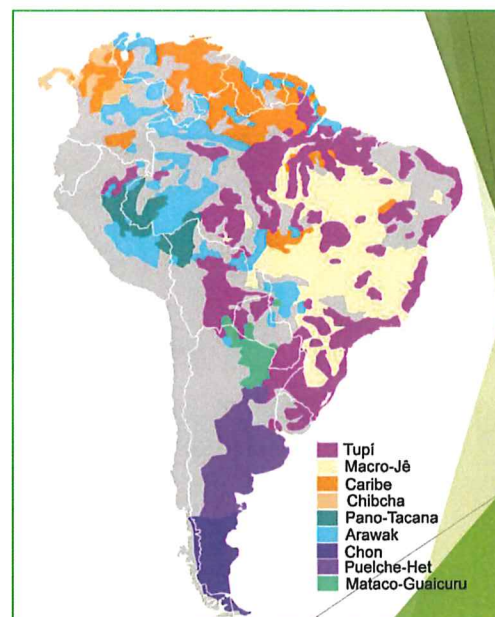 Tupí
Macro-Jê
Caribe
Chibcha
Pano-Tacana
Arawak
Chon
Puelche-Het
Mataco-Guaicuru